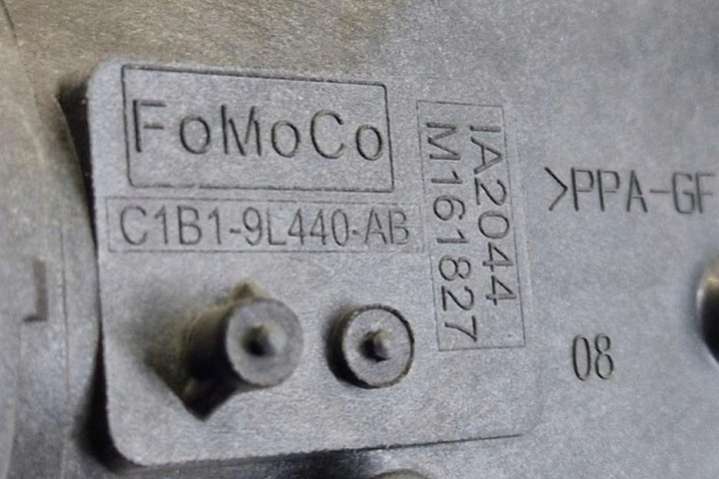 FoMoCo
C1B1-9L440-AB
IA2044
M161827
>PPA-GF
08